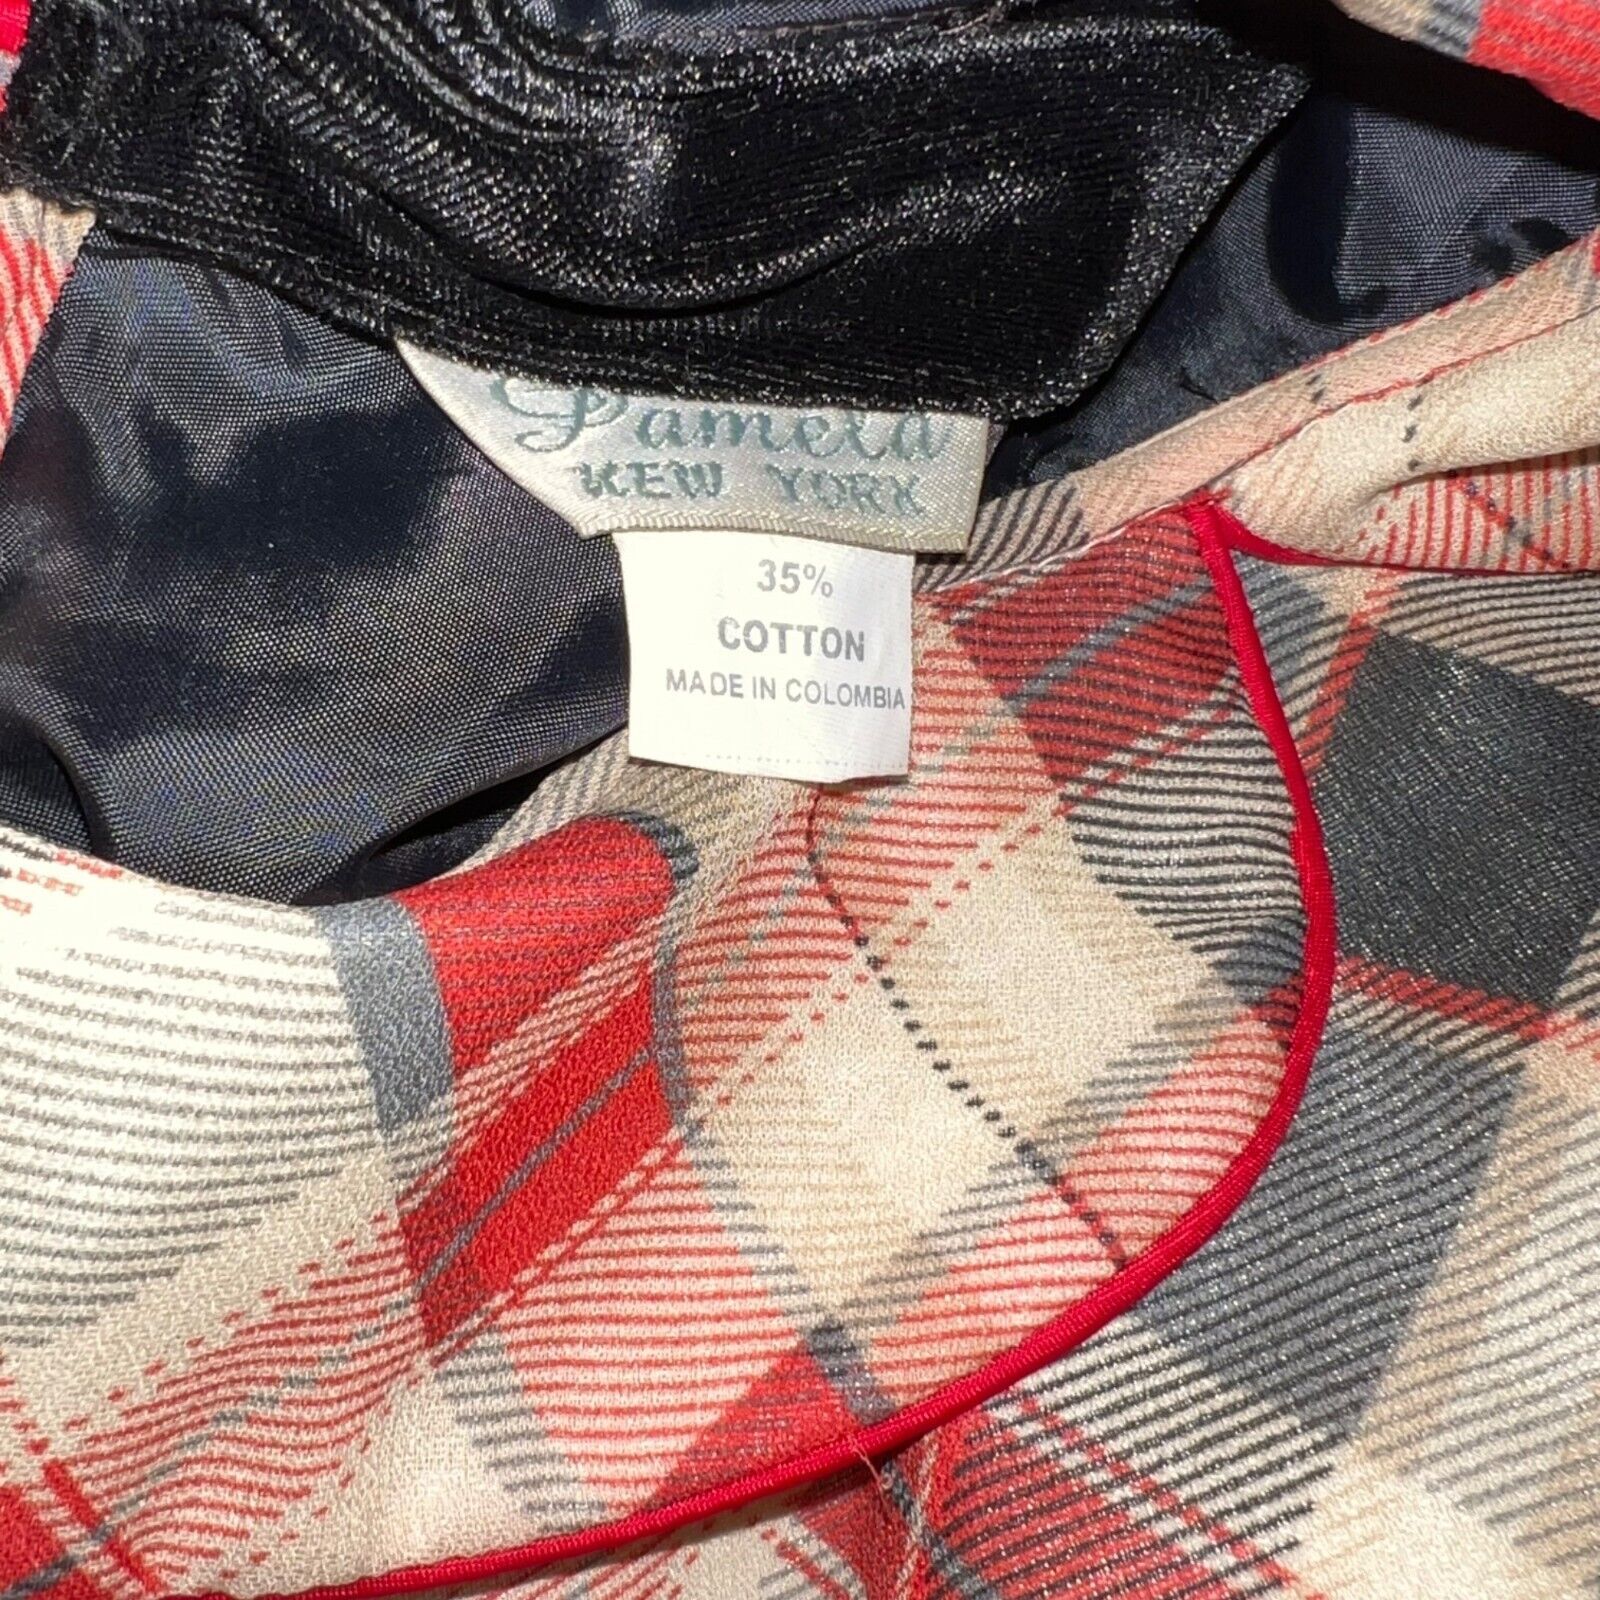 Pamela
NEW YORK
35%
COTTON
MADE IN COLOMBIA